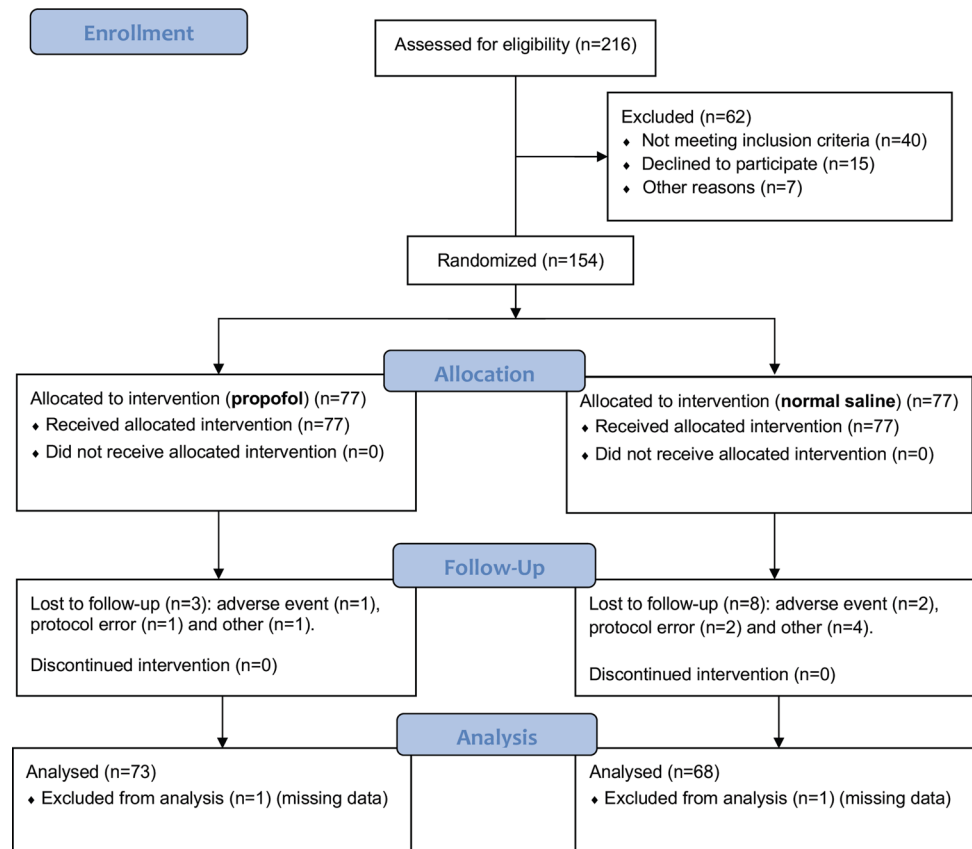 Enrollment
Assessed for eligibility (n=216)
Excluded (n=62)
♦ Not meeting inclusion criteria (n=40)
♦ Declined to participate (n=15)
♦ Other reasons (n=7)
Randomized (n=154)
Allocation
Allocated to intervention (propofol) (n=77)
♦ Received allocated intervention (n=77)
♦ Did not receive allocated intervention (n=0)
Allocated to intervention (normal saline) (n=77)
♦ Received allocated intervention (n=77)
♦ Did not receive allocated intervention (n=0)
Follow-Up
Lost to follow-up (n=3): adverse event (n=1),
protocol error (n=1) and other (n=1).
Discontinued intervention (n=0)
Lost to follow-up (n=8): adverse event (n=2),
protocol error (n=2) and other (n=4).
Discontinued intervention (n=0)
Analysis
Analysed (n=73)
♦ Excluded from analysis (n=1) (missing data)
Analysed (n=68)
♦ Excluded from analysis (n=1) (missing data)